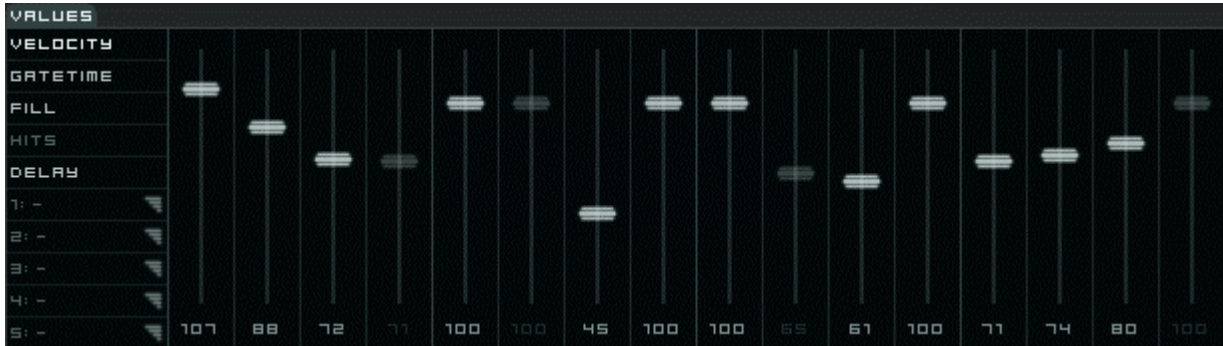 VALUES
VELOCITY
GATETIME
FILL
HITS
DELAY
1: -
2: -
3: -
4: -
5: -
107 88 72 71 100 100 45 100 100 65 61 100 71 74 80 100